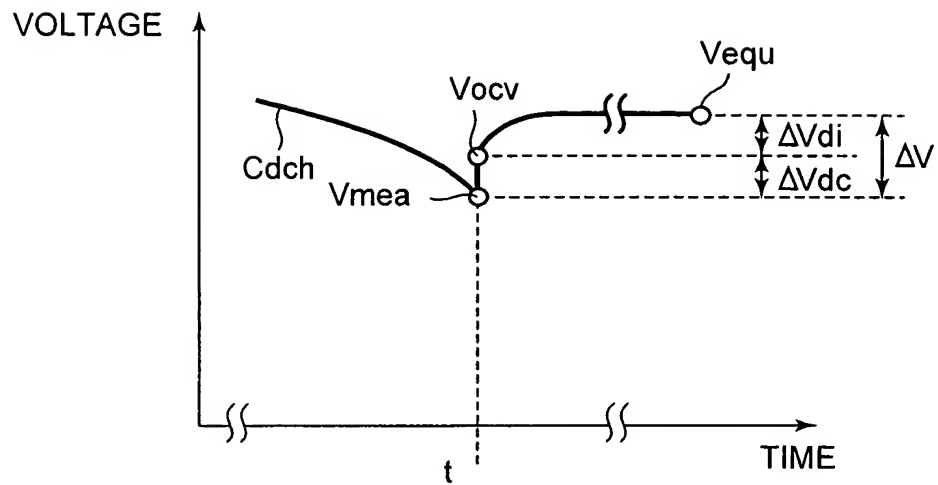 VOLTAGE
Vequ
Vocv
ΔVdi
ΔV
Cdch
ΔVdc
Vmea
TIME
t